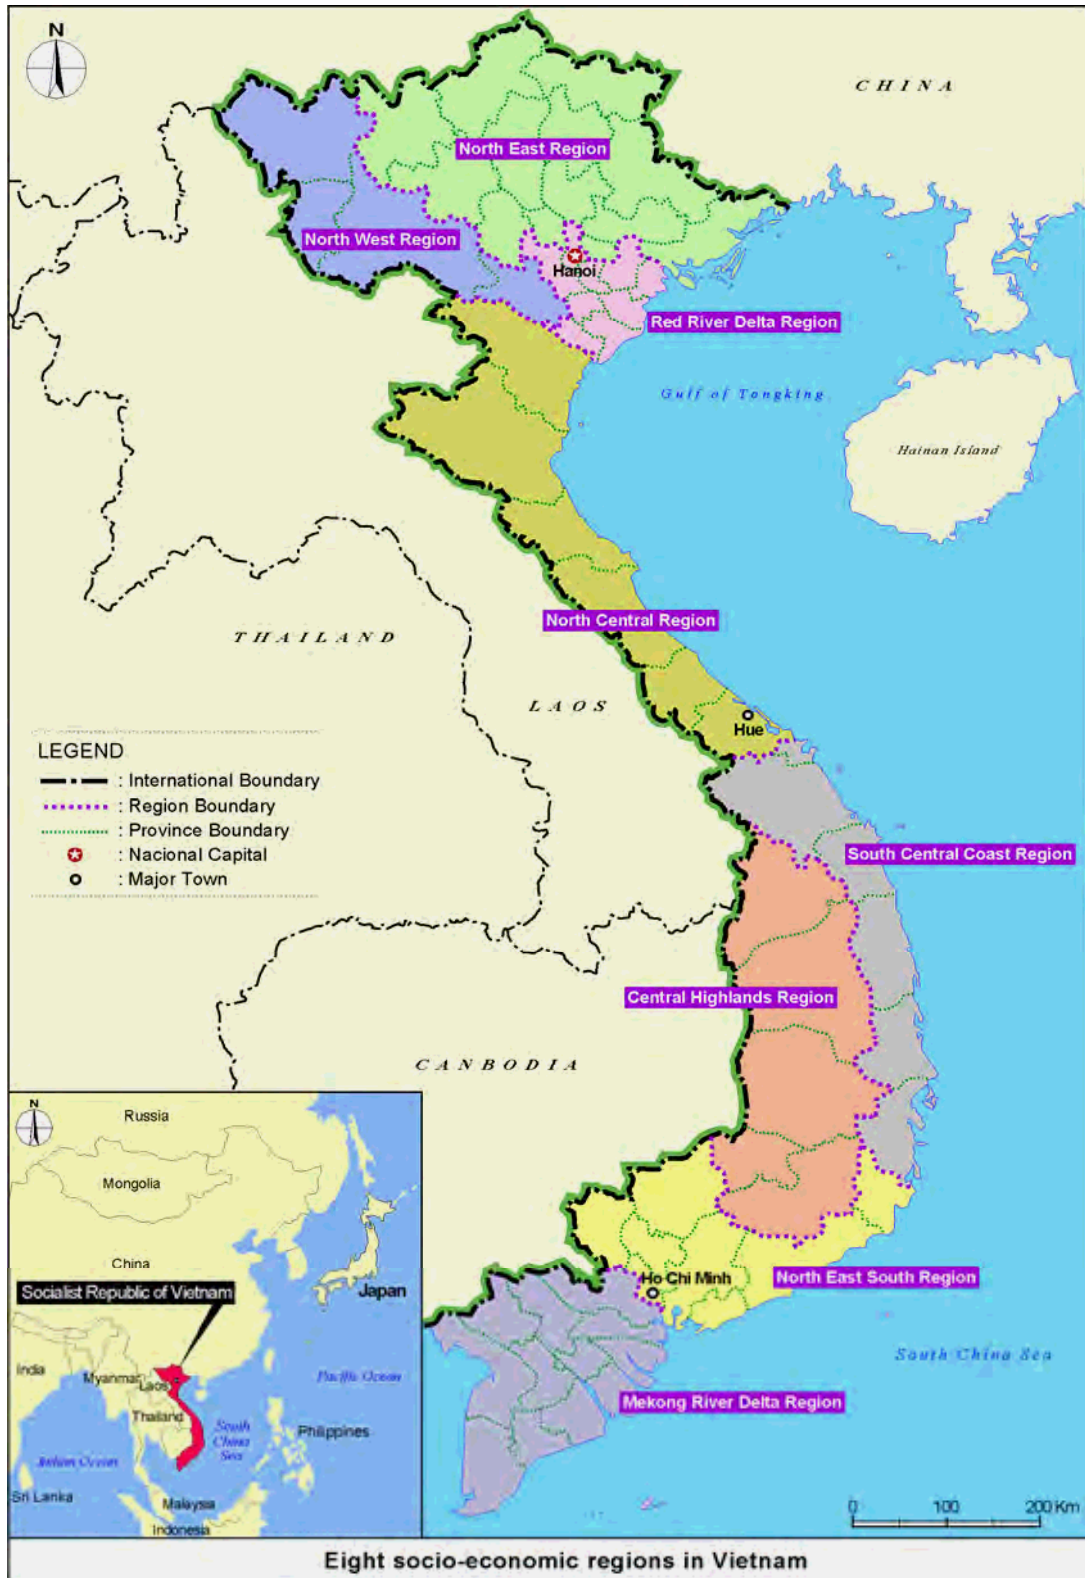 N
CHINA
North East Region
North West Region
Hanoi
Red River Delta Region
Gulf of Tongking
Hainan Island
North Central Region
THAILAND
LAOS
Hue
LEGEND
: International Boundary
: Region Boundary
: Province Boundary
: Nacional Capital
: Major Town
South Central Coast Region
Central Highlands Region
CANBODIA
Ho Chi Minh
North East South Region
South China Sea
Mekong River Delta Region
0 100 200 Km
N
Russia
Mongolia
China
Japan
Socialist Republic of Vietnam
India
Myanmar
Laos
Pacific Ocean
Thailand
South
China
Sea
Philippines
Indian Ocean
Sri Lanka
Malaysia
Indonesia
Eight socio-economic regions in Vietnam